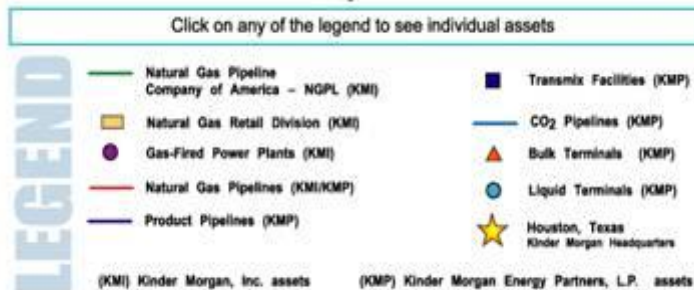 Click on any of the legend to see individual assets
LEGEND
Natural Gas Pipeline
Company of America – NGPL (KMI)
Natural Gas Retail Division (KMI)
Gas-Fired Power Plants (KMI)
Natural Gas Pipelines (KMI/KMP)
Product Pipelines (KMP)
Transmix Facilities (KMP)
CO2 Pipelines (KMP)
Bulk Terminals (KMP)
Liquid Terminals (KMP)
Houston, Texas
Kinder Morgan Headquarters
(KMI) Kinder Morgan, Inc. assets (KMP) Kinder Morgan Energy Partners, L.P. assets